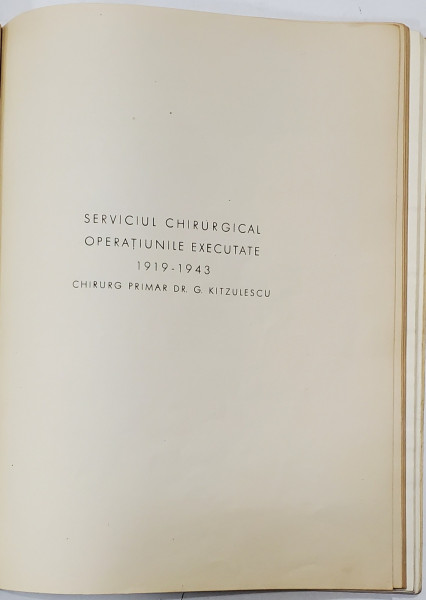 SERVICIUL CHIRURGICAL
OPERAȚIUNILE EXECUTATE
1919-1943
CHIRURG PRIMAR DR. G. KITZULESCU